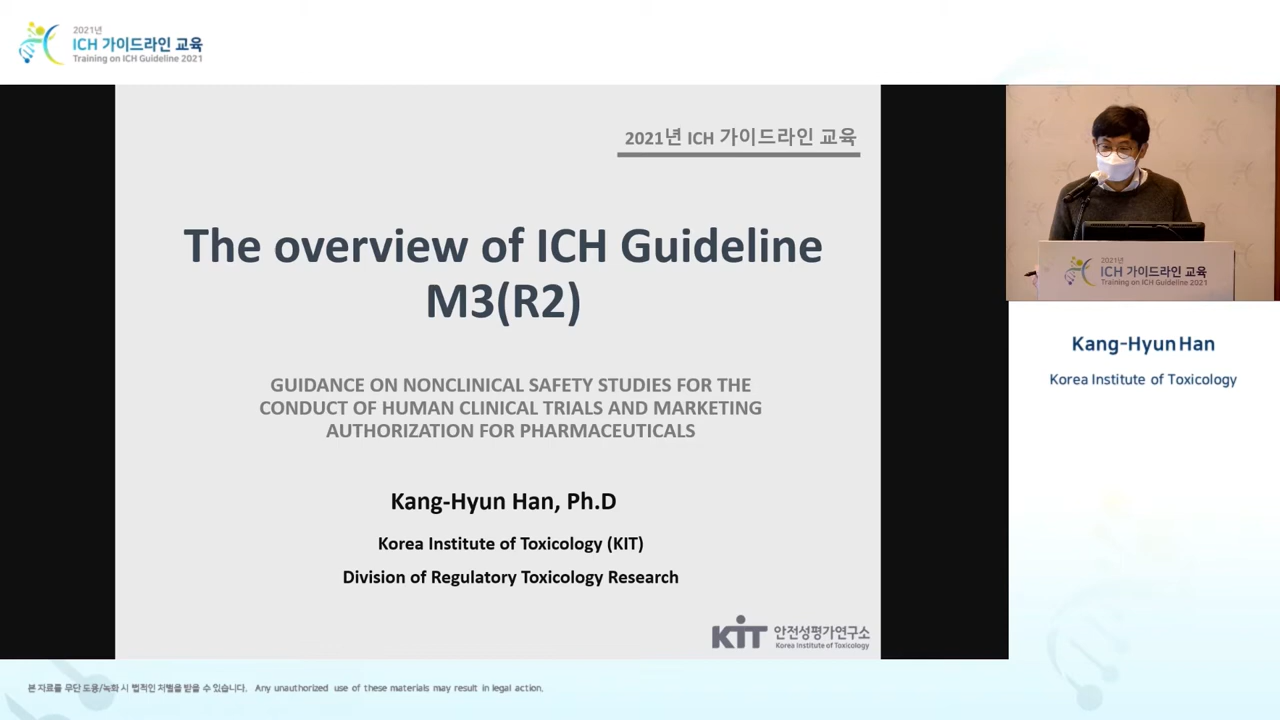 2021년
ICH 가이드라인 교육
Training on ICH Guideline 2021
2021년 ICH 가이드라인 교육
The overview of ICH Guideline
M3(R2)
GUIDANCE ON NONCLINICAL SAFETY STUDIES FOR THE
CONDUCT OF HUMAN CLINICAL TRIALS AND MARKETING
AUTHORIZATION FOR PHARMACEUTICALS
Kang-Hyun Han, Ph.D
Korea Institute of Toxicology (KIT)
Division of Regulatory Toxicology Research
KIT 안전성평가연구소
Korea Institute of Toxicology
2021년
ICH 가이드라인 교육
Training on ICH Guideline 2021
Kang-Hyun Han
Korea Institute of Toxicology
본 자료를 무단 도용/녹화 시 법적인 처벌을 받을 수 있습니다. Any unauthorized use of these materials may result in legal action.